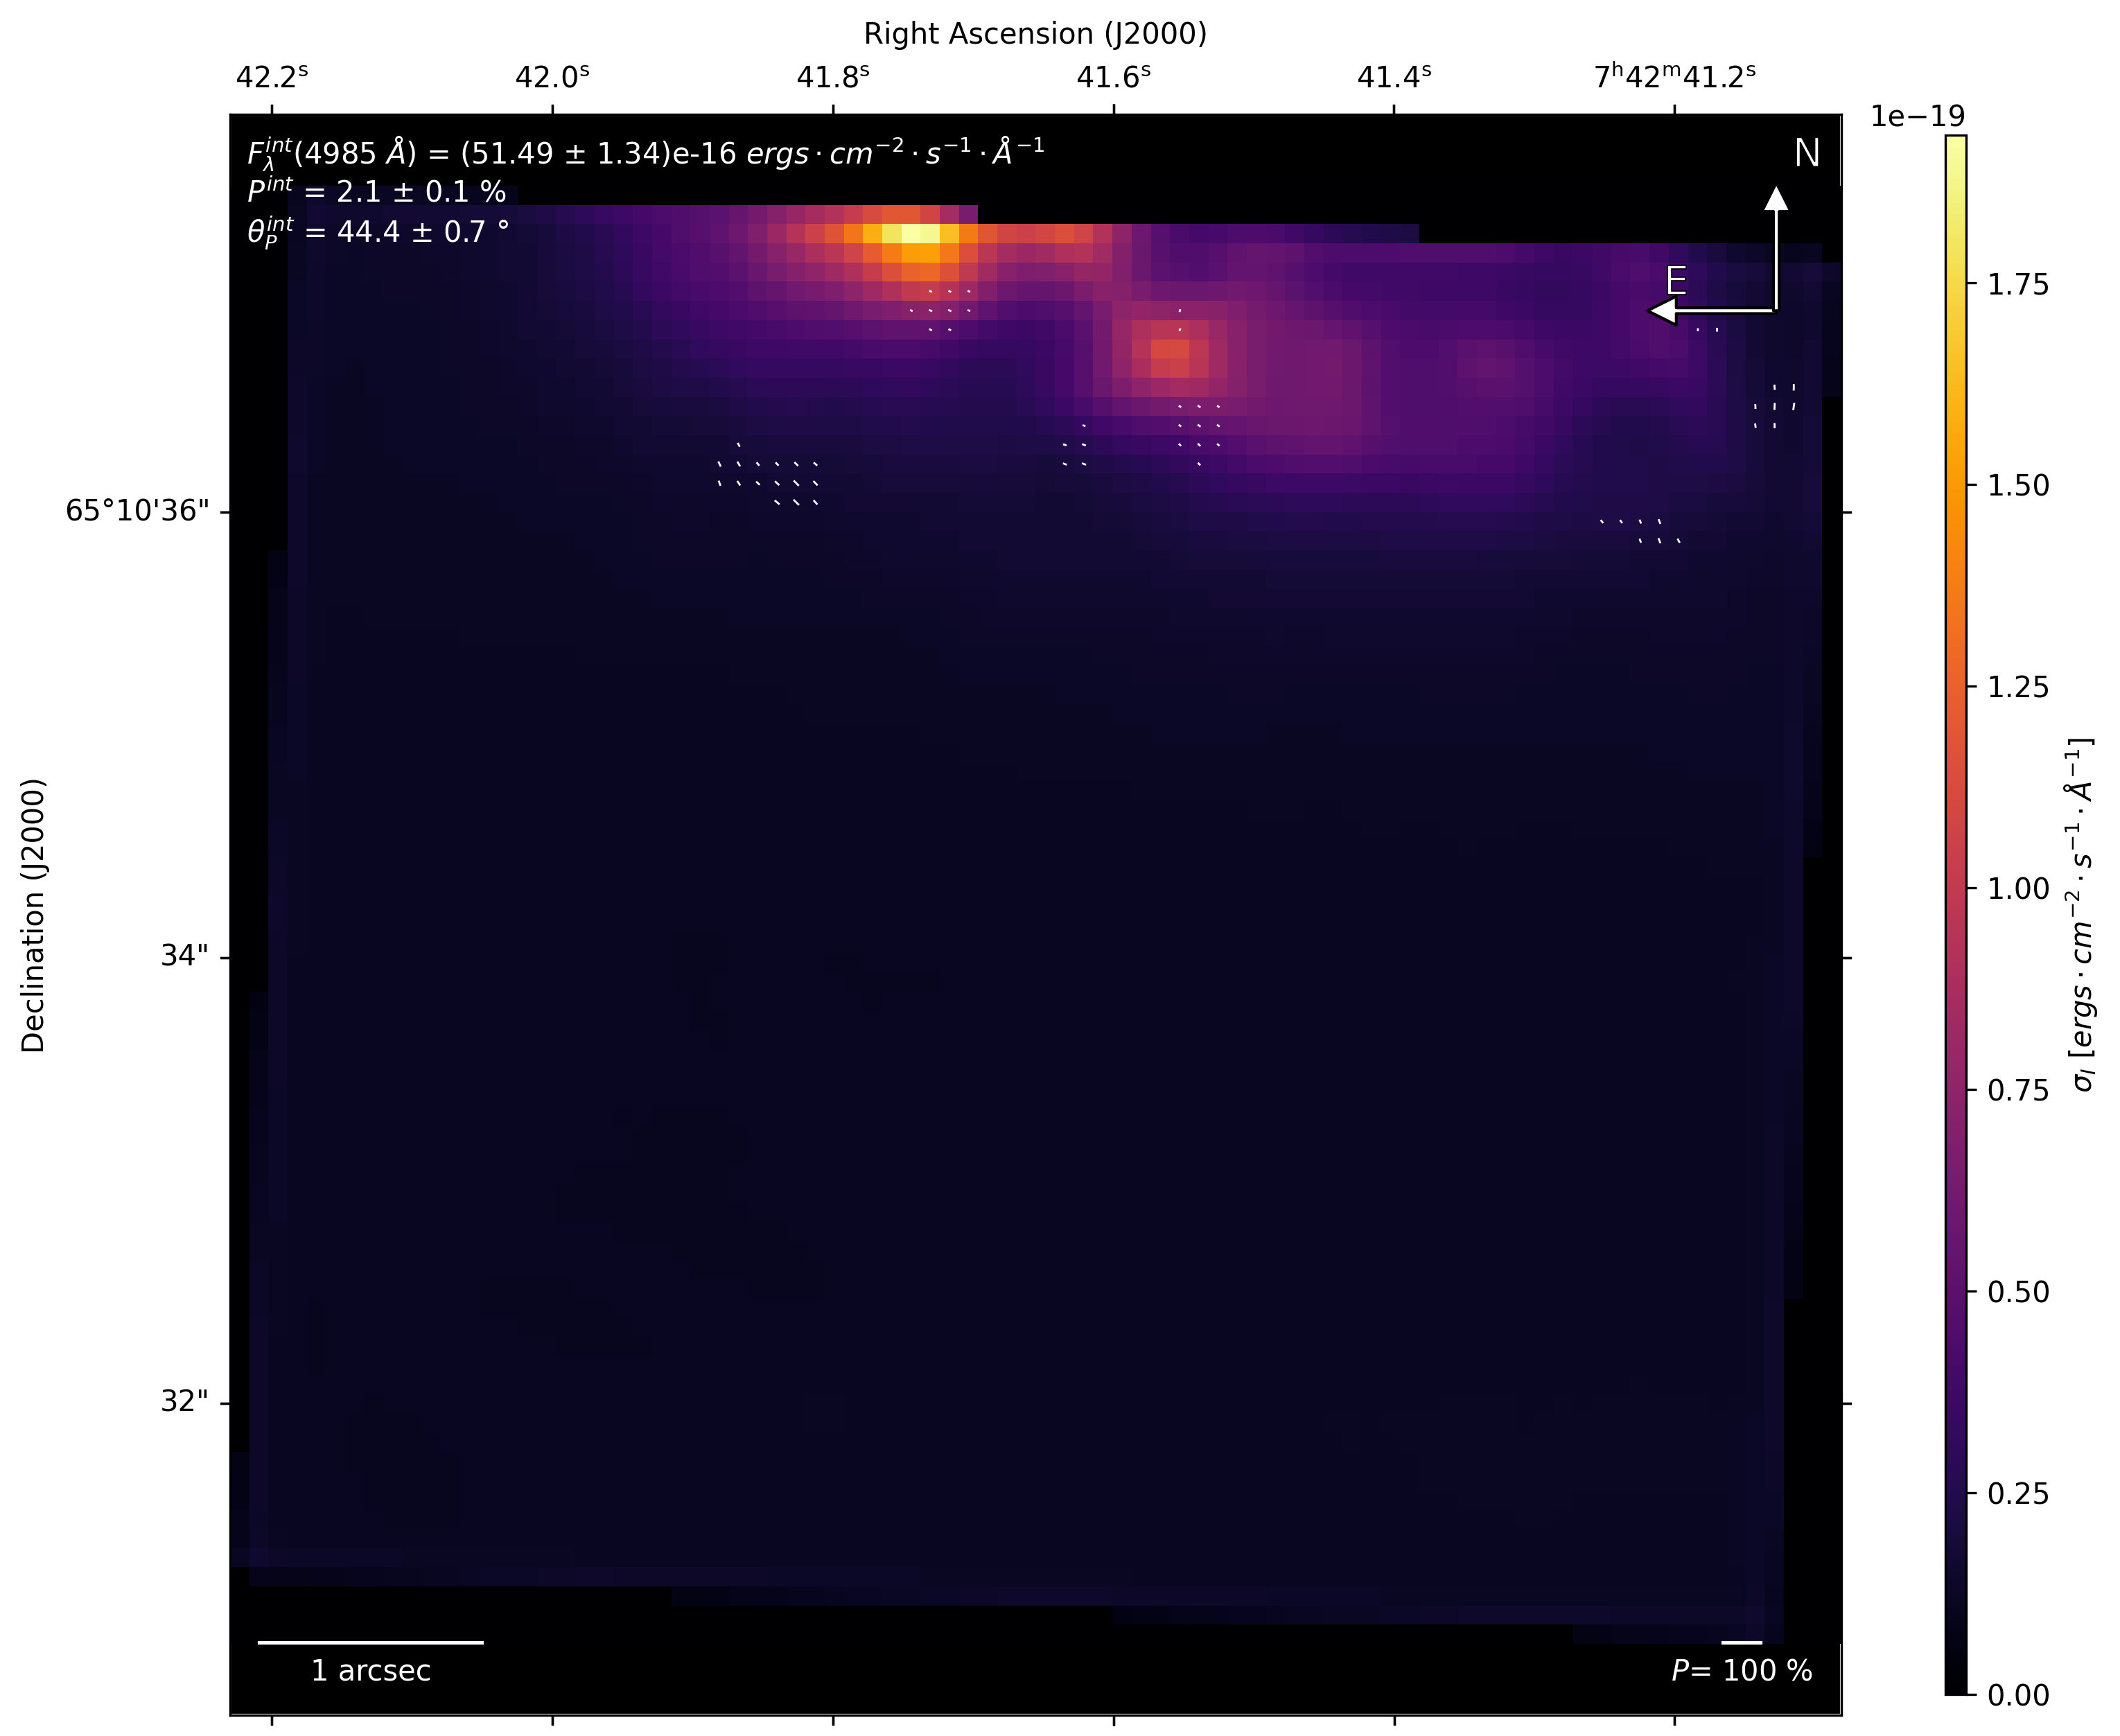 Right Ascension (J2000)
42.2ˢ 42.0ˢ 41.8ˢ 41.6ˢ 41.4ˢ 7ʰ42ᵐ41.2ˢ
1e−19
F_λ^int(4985 Å) = (51.49 ± 1.34)e-16 ergs · cm⁻² · s⁻¹ · Å⁻¹
N
P^int = 2.1 ± 0.1 %
θ_P^int = 44.4 ± 0.7 °
E
65°10'36"
34"
32"
Declination (J2000)
1.75
1.50
1.25
1.00
0.75
0.50
0.25
0.00
σ_I [ergs · cm⁻² · s⁻¹ · Å⁻¹]
1 arcsec
P= 100 %